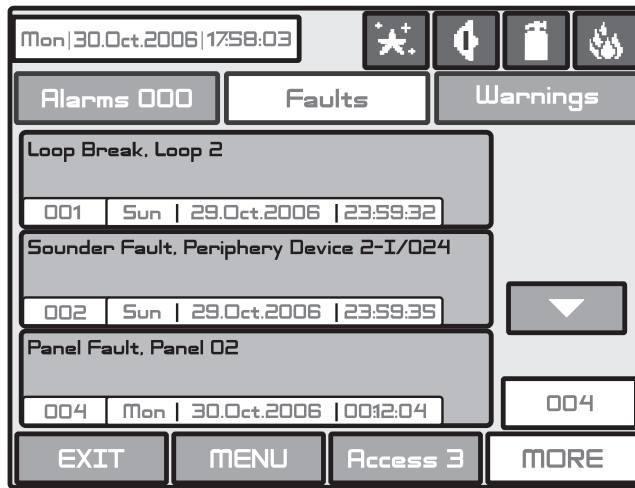 Mon|30.Oct.2006|17:58:03
Alarms 000 Faults Warnings
Loop Break, Loop 2
001 Sun | 29.Oct.2006 |23:59:32
Sounder Fault, Periphery Device 2-I/024
002 Sun | 29.Oct.2006 |23:59:35
Panel Fault, Panel 02
004 Mon | 30.Oct.2006 |00:12:04
004
EXIT MENU Access 3 MORE